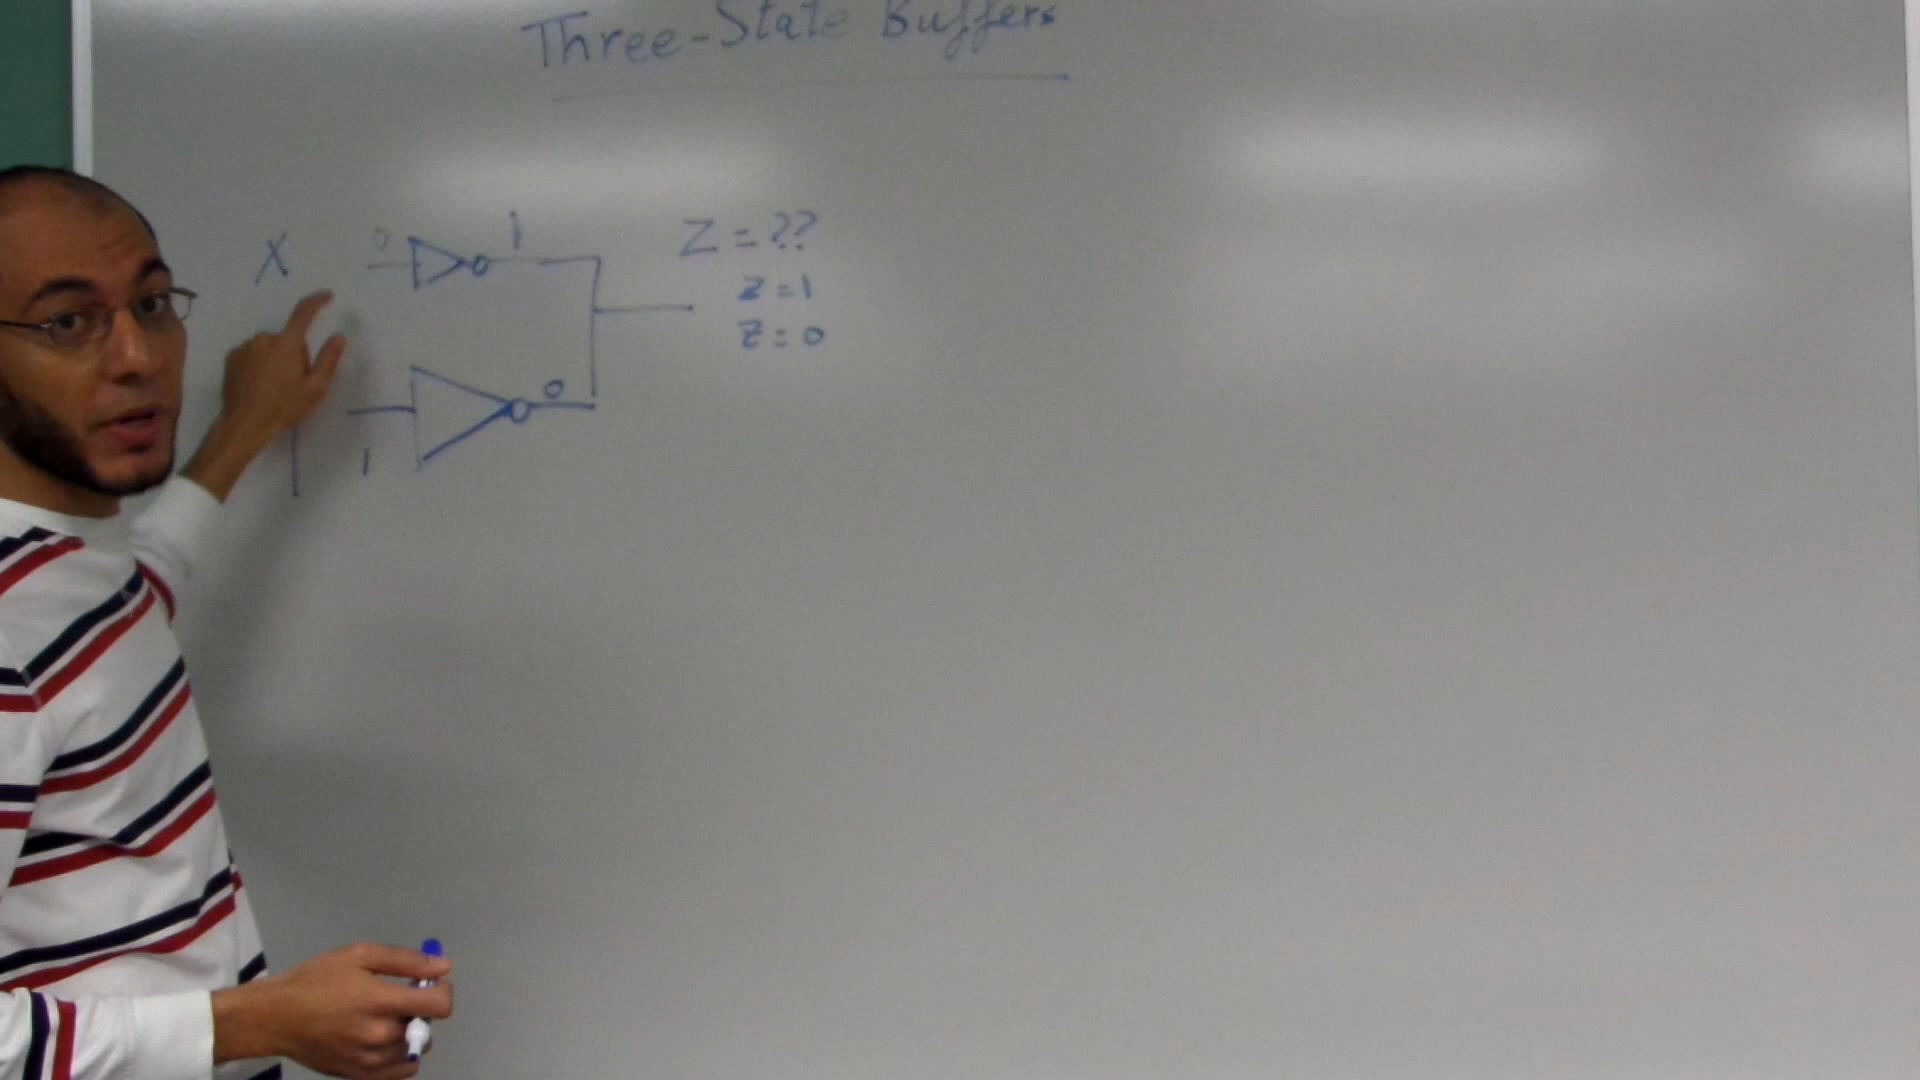 Three-State Buffers
X 0 1 Z = ??
Z = 1
Z = 0
0
1